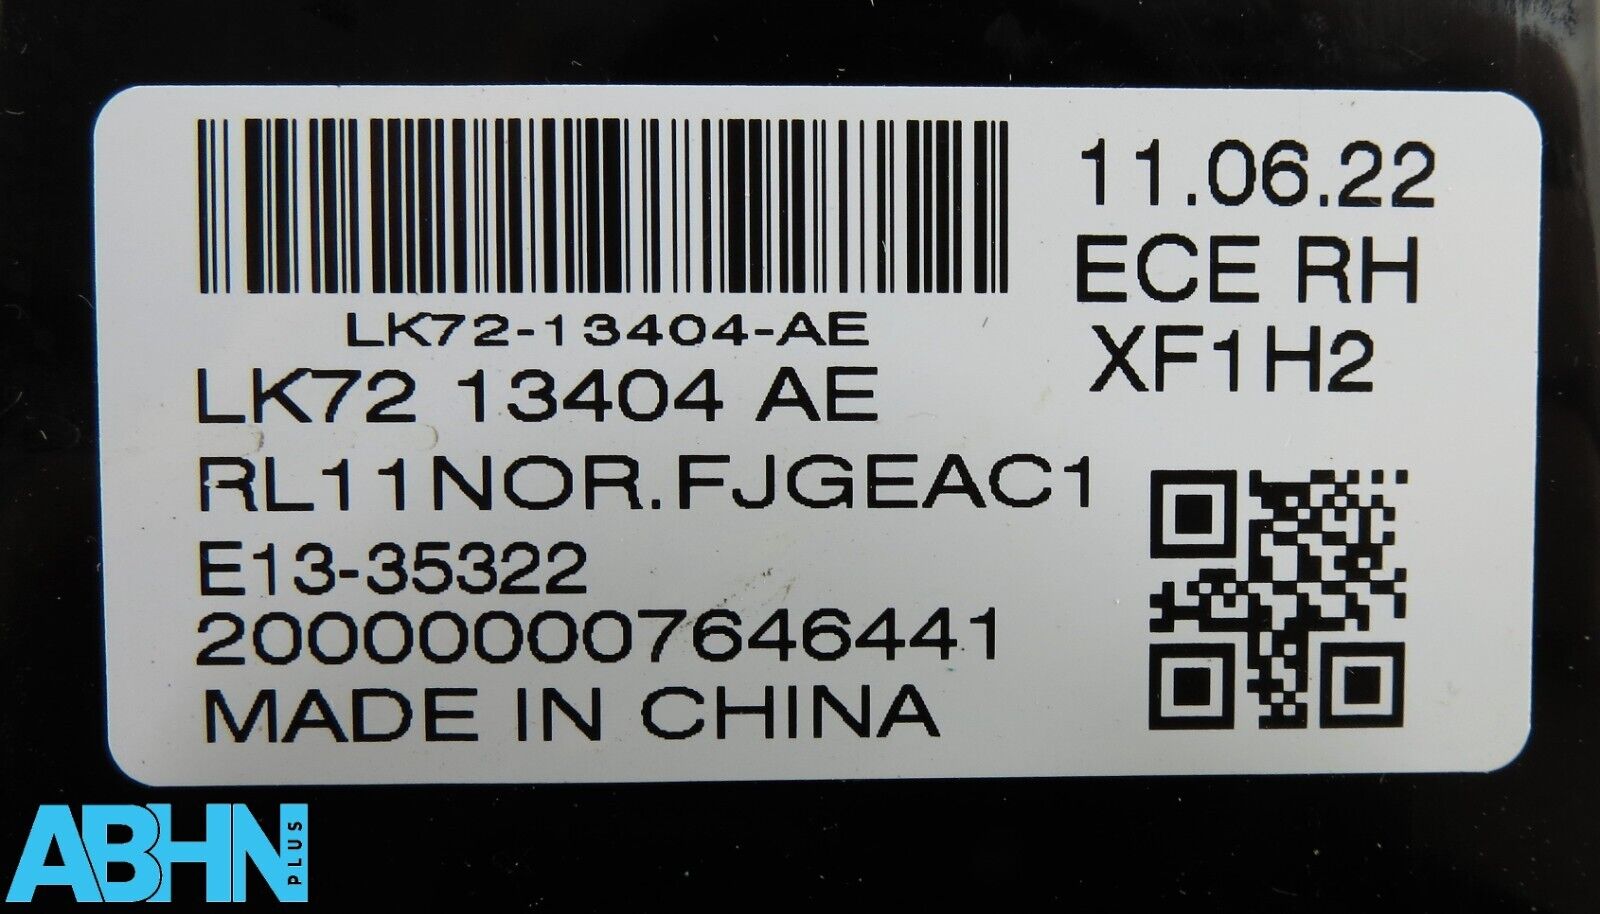 LK72-13404-AE
LK72 13404 AE
RL11NOR.FJGEAC1
E13-35322
200000007646441
MADE IN CHINA
11.06.22
ECE RH
XF1H2
ABHN PLUS